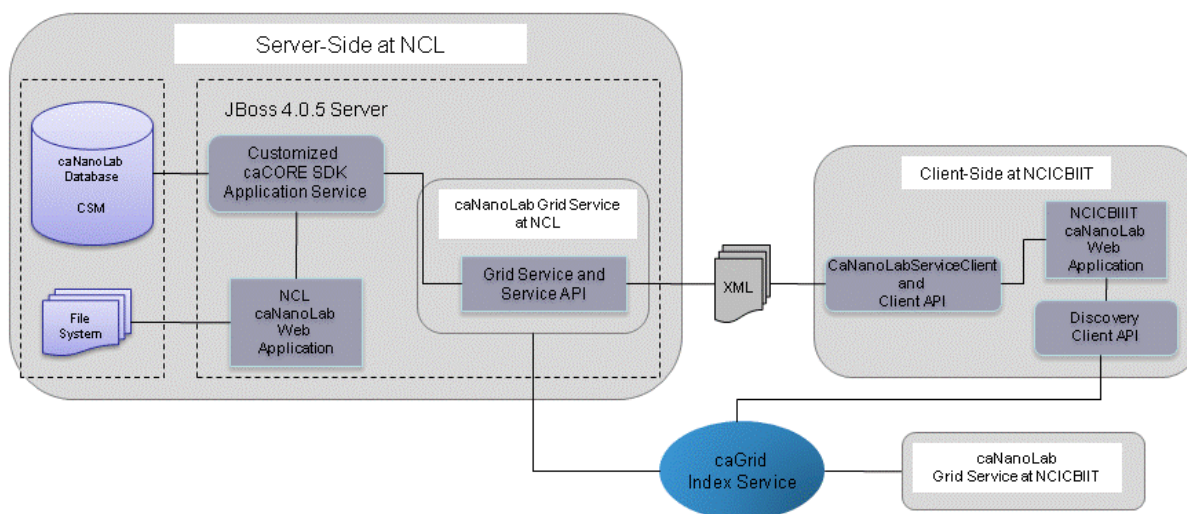 Server-Side at NCL
JBoss 4.0.5 Server
caNanoLab
Database
CSM
Customized
caCORE SDK
Application Service
caNanoLab Grid Service
at NCL
Grid Service and
Service API
File
System
NCL
caNanoLab
Web
Application
XML
Client-Side at NCICBIIT
CaNanoLabServiceClient
and
Client API
NCICBIIIT
caNanoLab
Web
Application
Discovery
Client API
caGrid
Index Service
caNanoLab
Grid Service at NCICBIIT